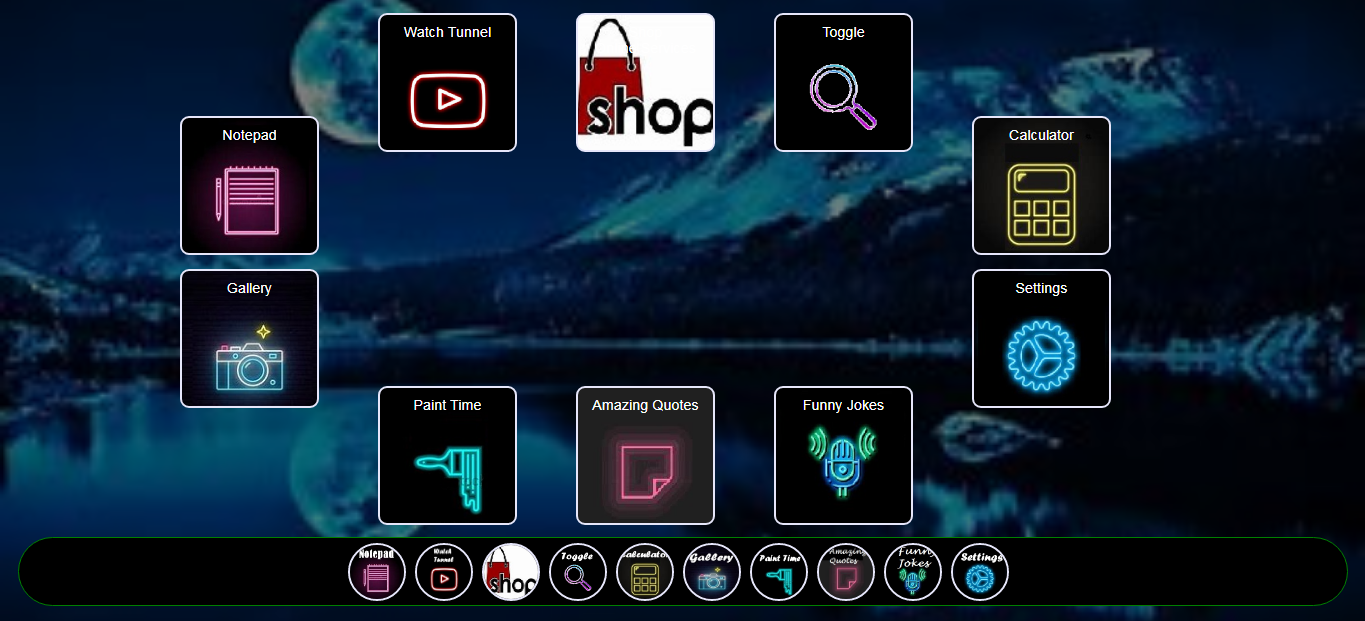 Watch Tunnel
shop
Toggle
Notepad
Calculator
Gallery
Settings
Paint Time
Amazing Quotes
Funny Jokes
Notepad
Watch
Tunnel
shop
Toggle
Calculator
Gallery
Paint Time
Amazing
Quotes
Funny
Jokes
Settings